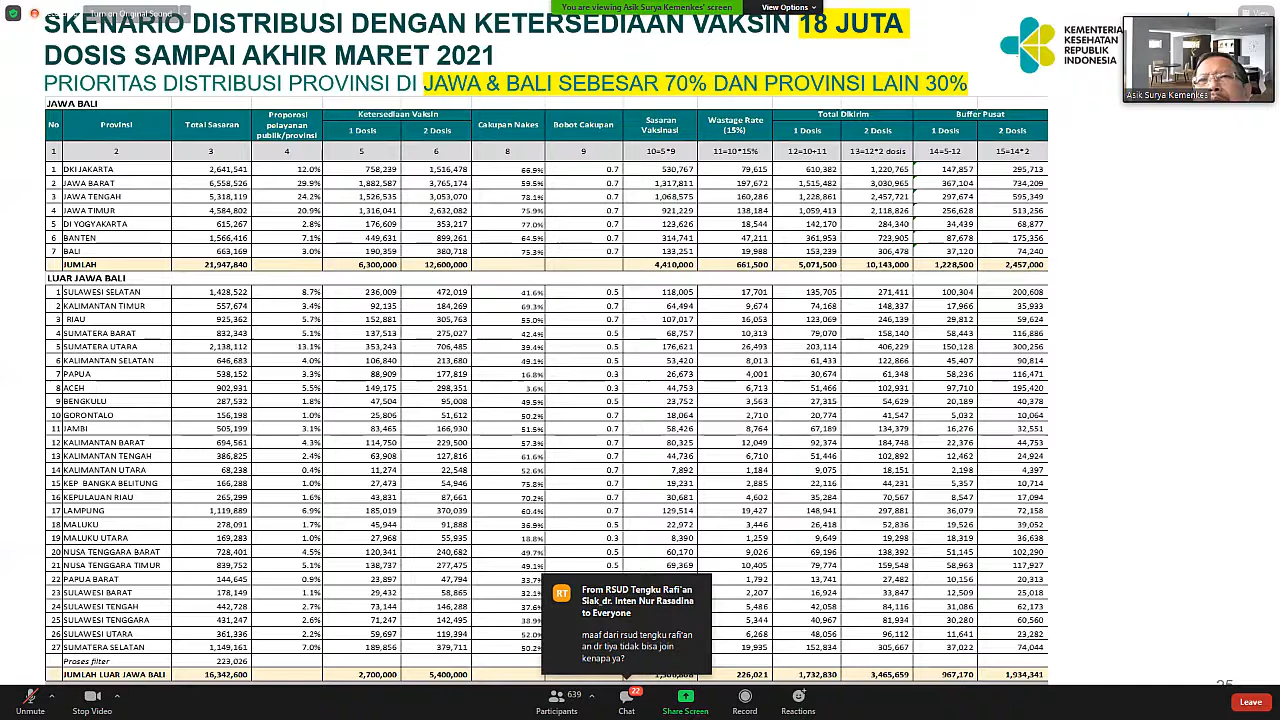 Turn on Original Sound
You are viewing Asik Surya Kemenkes' screen
View Options
View
SKENARIO DISTRIBUSI DENGAN KETERSEDIAAN VAKSIN 18 JUTA
DOSIS SAMPAI AKHIR MARET 2021
PRIORITAS DISTRIBUSI PROVINSI DI JAWA & BALI SEBESAR 70% DAN PROVINSI LAIN 30%
KEMENTERIA
KESEHATAN
REPUBLIK
INDONESIA
Asik Surya Kemenkes
JAWA BALI
No Provinsi Total Sasaran Proporosi pelayanan publik/provinsi Ketersediaan Vaksin 1 Dosis 2 Dosis Cakupan Nakes Bobot Cakupan Sasaran Vaksinasi Wastage Rate (15%) Total Dikirim 1 Dosis 2 Dosis Buffer Pusat 1 Dosis 2 Dosis
1 2 3 4 5 6 8 9 10=5*9 11=10*15% 12=10+11 13=12*2 dosis 14=5-12 15=14*2
1 DKI JAKARTA 2,641,541 12.0% 758,239 1,516,478 66.9% 0.7 530,767 79,615 610,382 1,220,765 147,857 295,713
2 JAWA BARAT 6,558,526 29.9% 1,882,587 3,765,174 59.5% 0.7 1,317,811 197,672 1,515,482 3,030,965 367,104 734,209
3 JAWA TENGAH 5,318,119 24.2% 1,526,535 3,053,070 78.1% 0.7 1,068,575 160,286 1,228,861 2,457,721 297,674 595,349
4 JAWA TIMUR 4,584,802 20.9% 1,316,041 2,632,082 75.9% 0.7 921,229 138,184 1,059,413 2,118,826 256,628 513,256
5 DI YOGYAKARTA 615,267 2.8% 176,609 353,217 77.0% 0.7 123,626 18,544 142,170 284,340 34,439 68,877
6 BANTEN 1,566,416 7.1% 449,631 899,261 64.5% 0.7 314,741 47,211 361,953 723,905 87,678 175,356
7 BALI 663,169 3.0% 190,359 380,718 75.3% 0.7 133,251 19,988 153,239 306,478 37,120 74,240
JUMLAH 21,947,840 6,300,000 12,600,000 4,410,000 661,500 5,071,500 10,143,000 1,228,500 2,457,000
LUAR JAWA BALI
1 SULAWESI SELATAN 1,428,522 8.7% 236,009 472,019 41.6% 0.5 118,005 17,701 135,705 271,411 100,304 200,608
2 KALIMANTAN TIMUR 557,674 3.4% 92,135 184,269 69.3% 0.7 64,494 9,674 74,168 148,337 17,966 35,933
3 RIAU 925,362 5.7% 152,881 305,763 55.0% 0.7 107,017 16,053 123,069 246,139 29,812 59,624
4 SUMATERA BARAT 832,343 5.1% 137,513 275,027 42.4% 0.5 68,757 10,313 79,070 158,140 58,443 116,886
5 SUMATERA UTARA 2,138,112 13.1% 353,243 706,485 39.4% 0.5 176,621 26,493 203,114 406,229 150,128 300,256
6 KALIMANTAN SELATAN 646,683 4.0% 106,840 213,680 49.1% 0.5 53,420 8,013 61,433 122,866 45,407 90,814
7 PAPUA 538,152 3.3% 88,909 177,819 16.8% 0.3 26,673 4,001 30,674 61,348 58,236 116,471
8 ACEH 902,931 5.5% 149,175 298,351 3.6% 0.3 44,753 6,713 51,466 102,931 97,710 195,420
9 BENGKULU 287,532 1.8% 47,504 95,008 49.5% 0.5 23,752 3,563 27,315 54,629 20,189 40,378
10 GORONTALO 156,198 1.0% 25,806 51,612 50.2% 0.7 18,064 2,710 20,774 41,547 5,032 10,064
11 JAMBI 505,199 3.1% 83,465 166,930 51.5% 0.7 58,426 8,764 67,189 134,379 16,276 32,551
12 KALIMANTAN BARAT 694,561 4.3% 114,750 229,500 57.3% 0.7 80,325 12,049 92,374 184,748 22,376 44,753
13 KALIMANTAN TENGAH 386,825 2.4% 63,908 127,816 61.6% 0.7 44,736 6,710 51,446 102,892 12,462 24,924
14 KALIMANTAN UTARA 68,238 0.4% 11,274 22,548 52.6% 0.7 7,892 1,184 9,075 18,151 2,198 4,397
15 KEP BANGKA BELITUNG 166,288 1.0% 27,473 54,946 75.8% 0.7 19,231 2,885 22,116 44,231 5,357 10,714
16 KEPULAUAN RIAU 265,299 1.6% 43,831 87,661 70.2% 0.7 30,681 4,602 35,284 70,567 8,547 17,094
17 LAMPUNG 1,119,889 6.9% 185,019 370,039 60.4% 0.7 129,514 19,427 148,941 297,881 36,079 72,158
18 MALUKU 278,091 1.7% 45,944 91,888 36.9% 0.5 22,972 3,446 26,418 52,836 19,526 39,052
19 MALUKU UTARA 169,283 1.0% 27,968 55,935 18.8% 0.3 8,390 1,259 9,649 19,298 18,319 36,638
20 NUSA TENGGARA BARAT 728,401 4.5% 120,341 240,682 49.7% 0.5 60,170 9,026 69,196 138,392 51,145 102,290
21 NUSA TENGGARA TIMUR 839,752 5.1% 138,737 277,475 49.1% 0.5 69,369 10,405 79,774 159,548 58,963 117,927
22 PAPUA BARAT 144,645 0.9% 23,897 47,794 33.7% 1,792 13,741 27,482 10,156 20,313
23 SULAWESI BARAT 178,149 1.1% 29,432 58,865 32.1% 2,207 16,924 33,847 12,509 25,018
24 SULAWESI TENGAH 442,728 2.7% 73,144 146,288 37.6% 5,486 42,058 84,116 31,086 62,173
25 SULAWESI TENGGARA 431,247 2.6% 71,247 142,495 38.9% 5,344 40,967 81,934 30,280 60,560
26 SULAWESI UTARA 361,336 2.2% 59,697 119,394 52.0% 6,268 48,056 96,112 11,641 23,282
27 SUMATERA SELATAN 1,149,161 7.0% 189,856 379,711 50.2% 19,935 152,834 305,667 37,022 74,044
Proses filter 223,026
JUMLAH LUAR JAWA BALI 16,342,600 2,700,000 5,400,000 226,021 1,732,830 3,465,659 967,170 1,934,341
RT
From RSUD Tengku Rafi'an
Siak_dr. Inten Nur Rasadina
to Everyone
maaf dari rsud tengku rafi'an
an dr tiya tidak bisa join
kenapa ya?
Unmute
Stop Video
639
Participants
22
Chat
Share Screen
Record
Reactions
Leave